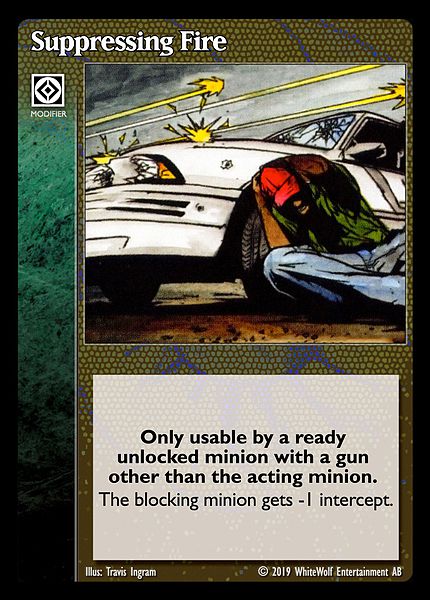 Suppressing Fire
MODIFIER
Only usable by a ready
unlocked minion with a gun
other than the acting minion.
The blocking minion gets -1 intercept.
Illus: Travis Ingram
© 2019 WhiteWolf Entertainment AB